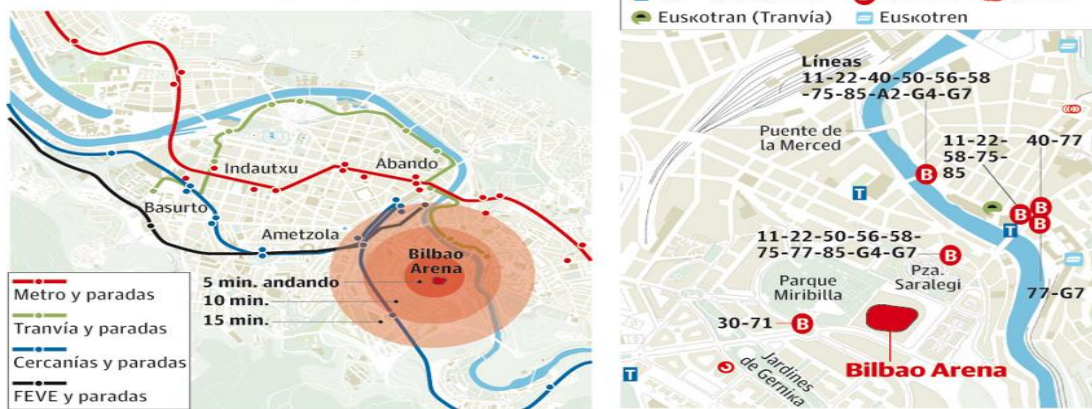 Indautxu
Abando
Basurto
Ametzola
Bilbao
Arena
5 min. andando
10 min.
15 min.
Metro y paradas
Tranvía y paradas
Cercanías y paradas
FEVE y paradas
Euskotran (Tranvía)
Euskotren
Líneas
11-22-40-50-56-58
-75-85-A2-G4-G7
Puente de
la Merced
11-22-
58-75-
85
40-77
B
T
B
B
B
T
11-22-50-56-58-
75-77-85-G4-G7
B
Pza.
Saralegi
77-G7
Parque
Miribilla
30-71
B
Bilbao Arena
Jardines
de Gernika
T